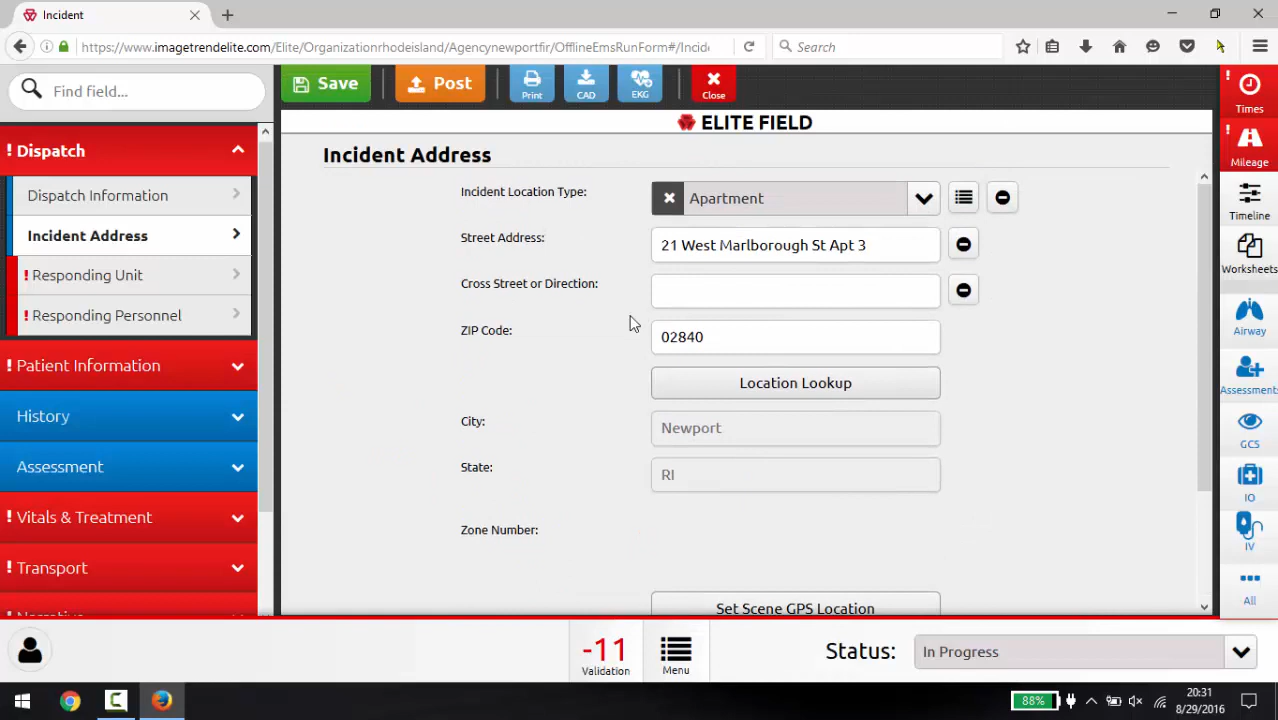 Incident
https://www.imagetrendelite.com/Elite/Organizationrhodeisland/Agencynewportfir/OfflineEmsRunForm#/Incide
Search
Find field...
Save
Post
Print
CAD
EKG
Close
! Times
ELITE FIELD
! Dispatch
Incident Address
! Mileage
Dispatch Information
Incident Location Type:
Apartment
Timeline
Incident Address
Street Address:
21 West Marlborough St Apt 3
Worksheets
! Responding Unit
Cross Street or Direction:
! Responding Personnel
ZIP Code:
02840
Airway
! Patient Information
Location Lookup
Assessments
History
City:
Newport
GCS
Assessment
State:
RI
IO
! Vitals & Treatment
Zone Number:
IV
! Transport
Set Scene GPS Location
All
! Narrative
-11
Validation
Menu
Status:
In Progress
88%
20:31
8/29/2016